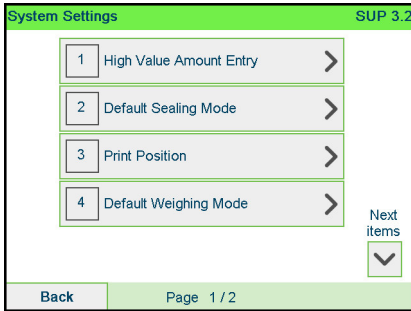 System Settings SUP 3.2
1 High Value Amount Entry
2 Default Sealing Mode
3 Print Position
4 Default Weighing Mode
Next
items
Back Page 1/2